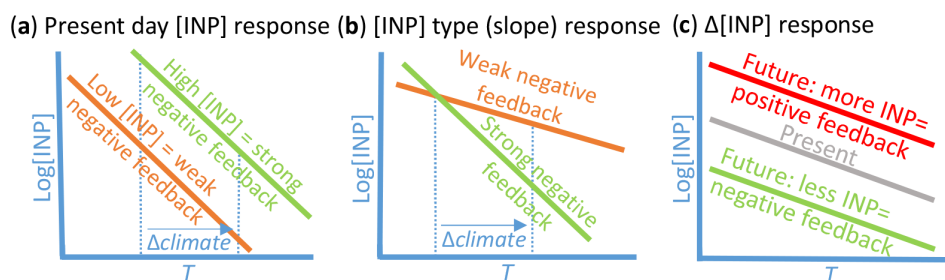 (a) Present day [INP] response
Log[INP]
High [INP] = strong
negative feedback
Low [INP] = weak
negative feedback
Δclimate
T
(b) [INP] type (slope) response
Log[INP]
Weak negative
feedback
Strong negative
feedback
Δclimate
T
(c) Δ[INP] response
Log[INP]
Future: more INP=
positive feedback
Present
Future: less INP=
negative feedback
T